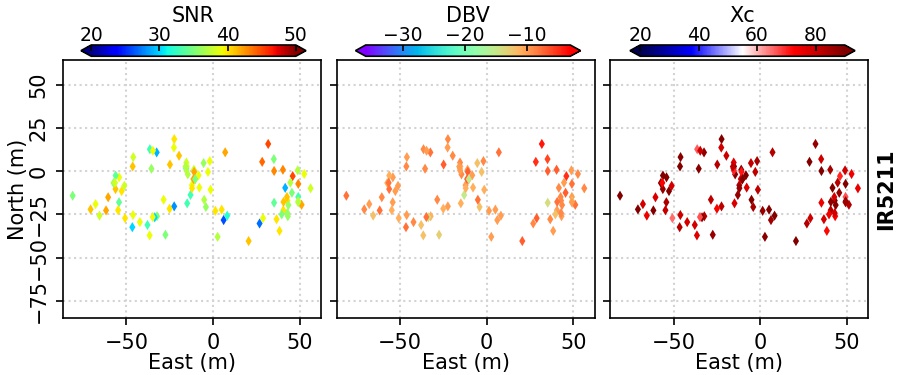 SNR DBV Xc
20 30 40 50 −30 −20 −10 20 40 60 80
50
25
0
−25
−50
−75
North (m)
IR5211
−50 0 50 −50 0 50 −50 0 50
East (m) East (m) East (m)